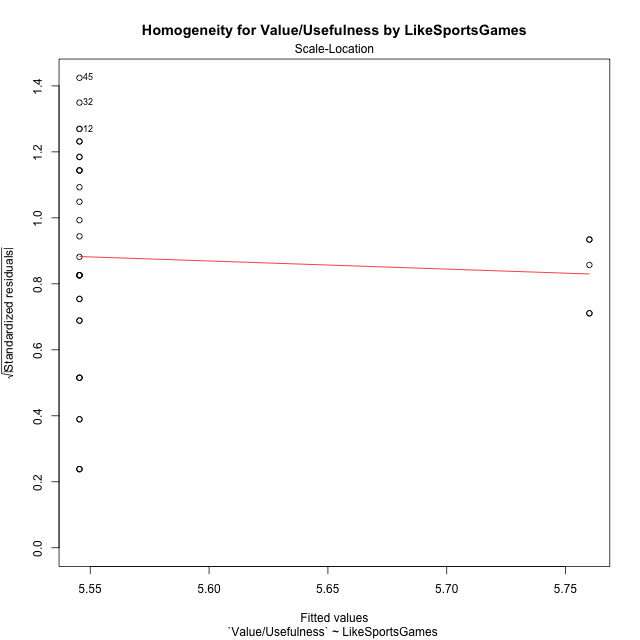 Homogeneity for Value/Usefulness by LikeSportsGames
Scale-Location
√|Standardized residuals|
1.4
1.2
1.0
0.8
0.6
0.4
0.2
0.0
45
32
12
5.55 5.60 5.65 5.70 5.75
Fitted values
`Value/Usefulness` ~ LikeSportsGames